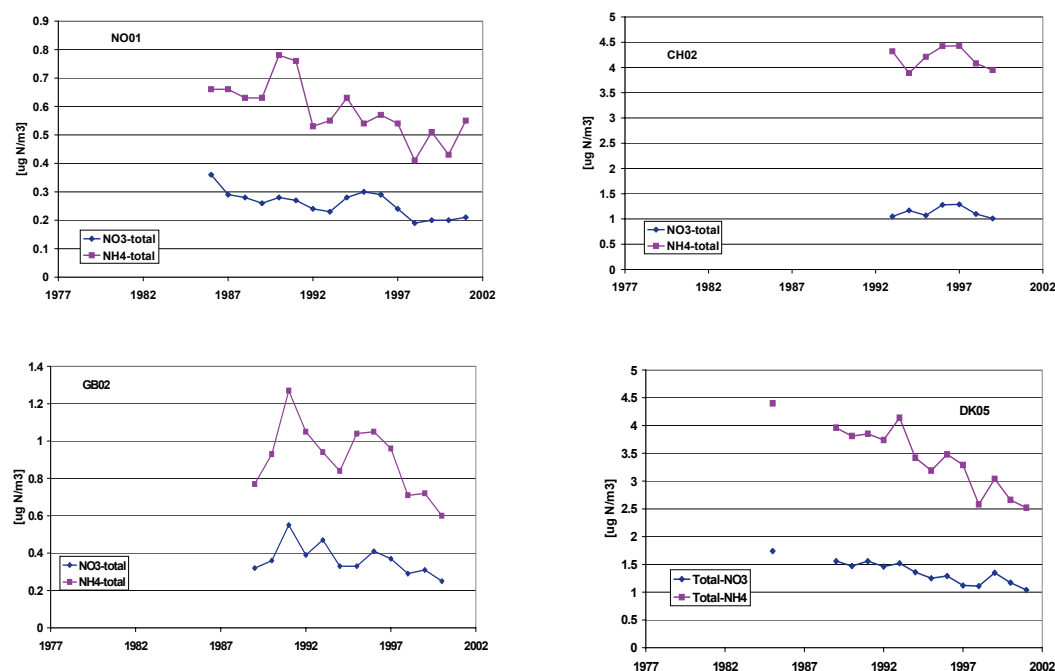 NO01
[ug N/m3]
0.9
0.8
0.7
0.6
0.5
0.4
0.3
0.2
0.1
0
NO3-total
NH4-total
1977 1982 1987 1992 1997 2002
CH02
[ug N/m3]
5
4.5
4
3.5
3
2.5
2
1.5
1
0.5
0
NO3-total
NH4-total
1977 1982 1987 1992 1997 2002
GB02
[ug N/m3]
1.4
1.2
1
0.8
0.6
0.4
0.2
0
NO3-total
NH4-total
1977 1982 1987 1992 1997 2002
DK05
[ug N/m3]
5
4.5
4
3.5
3
2.5
2
1.5
1
0.5
0
Total-NO3
Total-NH4
1977 1982 1987 1992 1997 2002